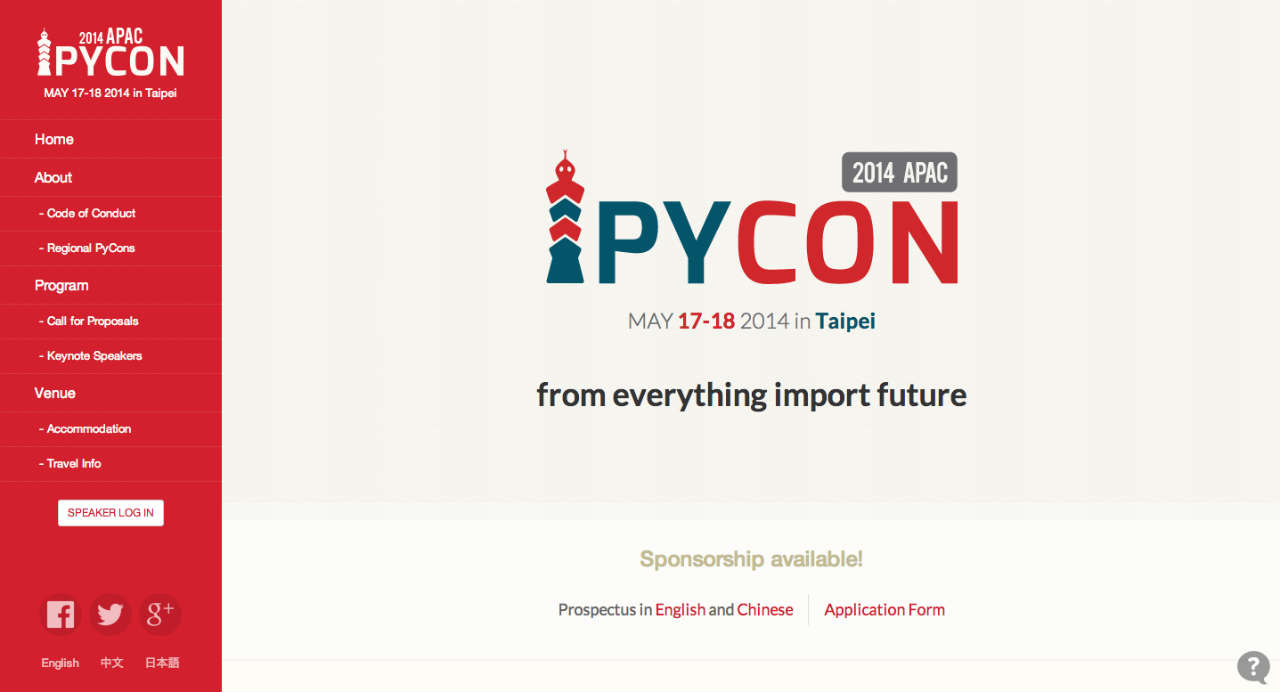 2014 APAC
PYCON
MAY 17-18 2014 in Taipei
Home
About
- Code of Conduct
- Regional PyCons
Program
- Call for Proposals
- Keynote Speakers
Venue
- Accommodation
- Travel Info
SPEAKER LOG IN
English 中文 日本語
2014 APAC
PYCON
MAY 17-18 2014 in Taipei
from everything import future
Sponsorship available!
Prospectus in English and Chinese Application Form